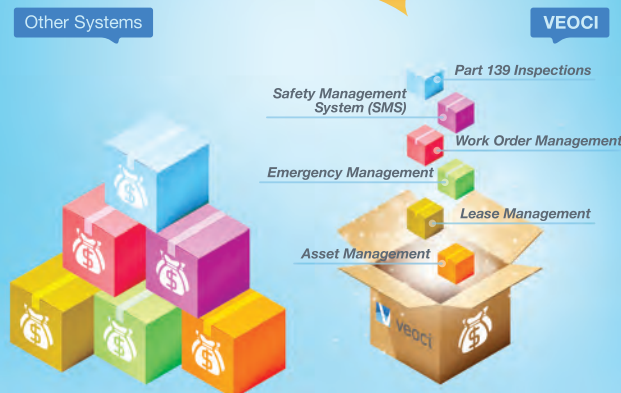 Other Systems
VEOCI
Part 139 Inspections
Safety Management
System (SMS)
Work Order Management
Emergency Management
Lease Management
Asset Management
veoci
$
$
$
$
$
$
$